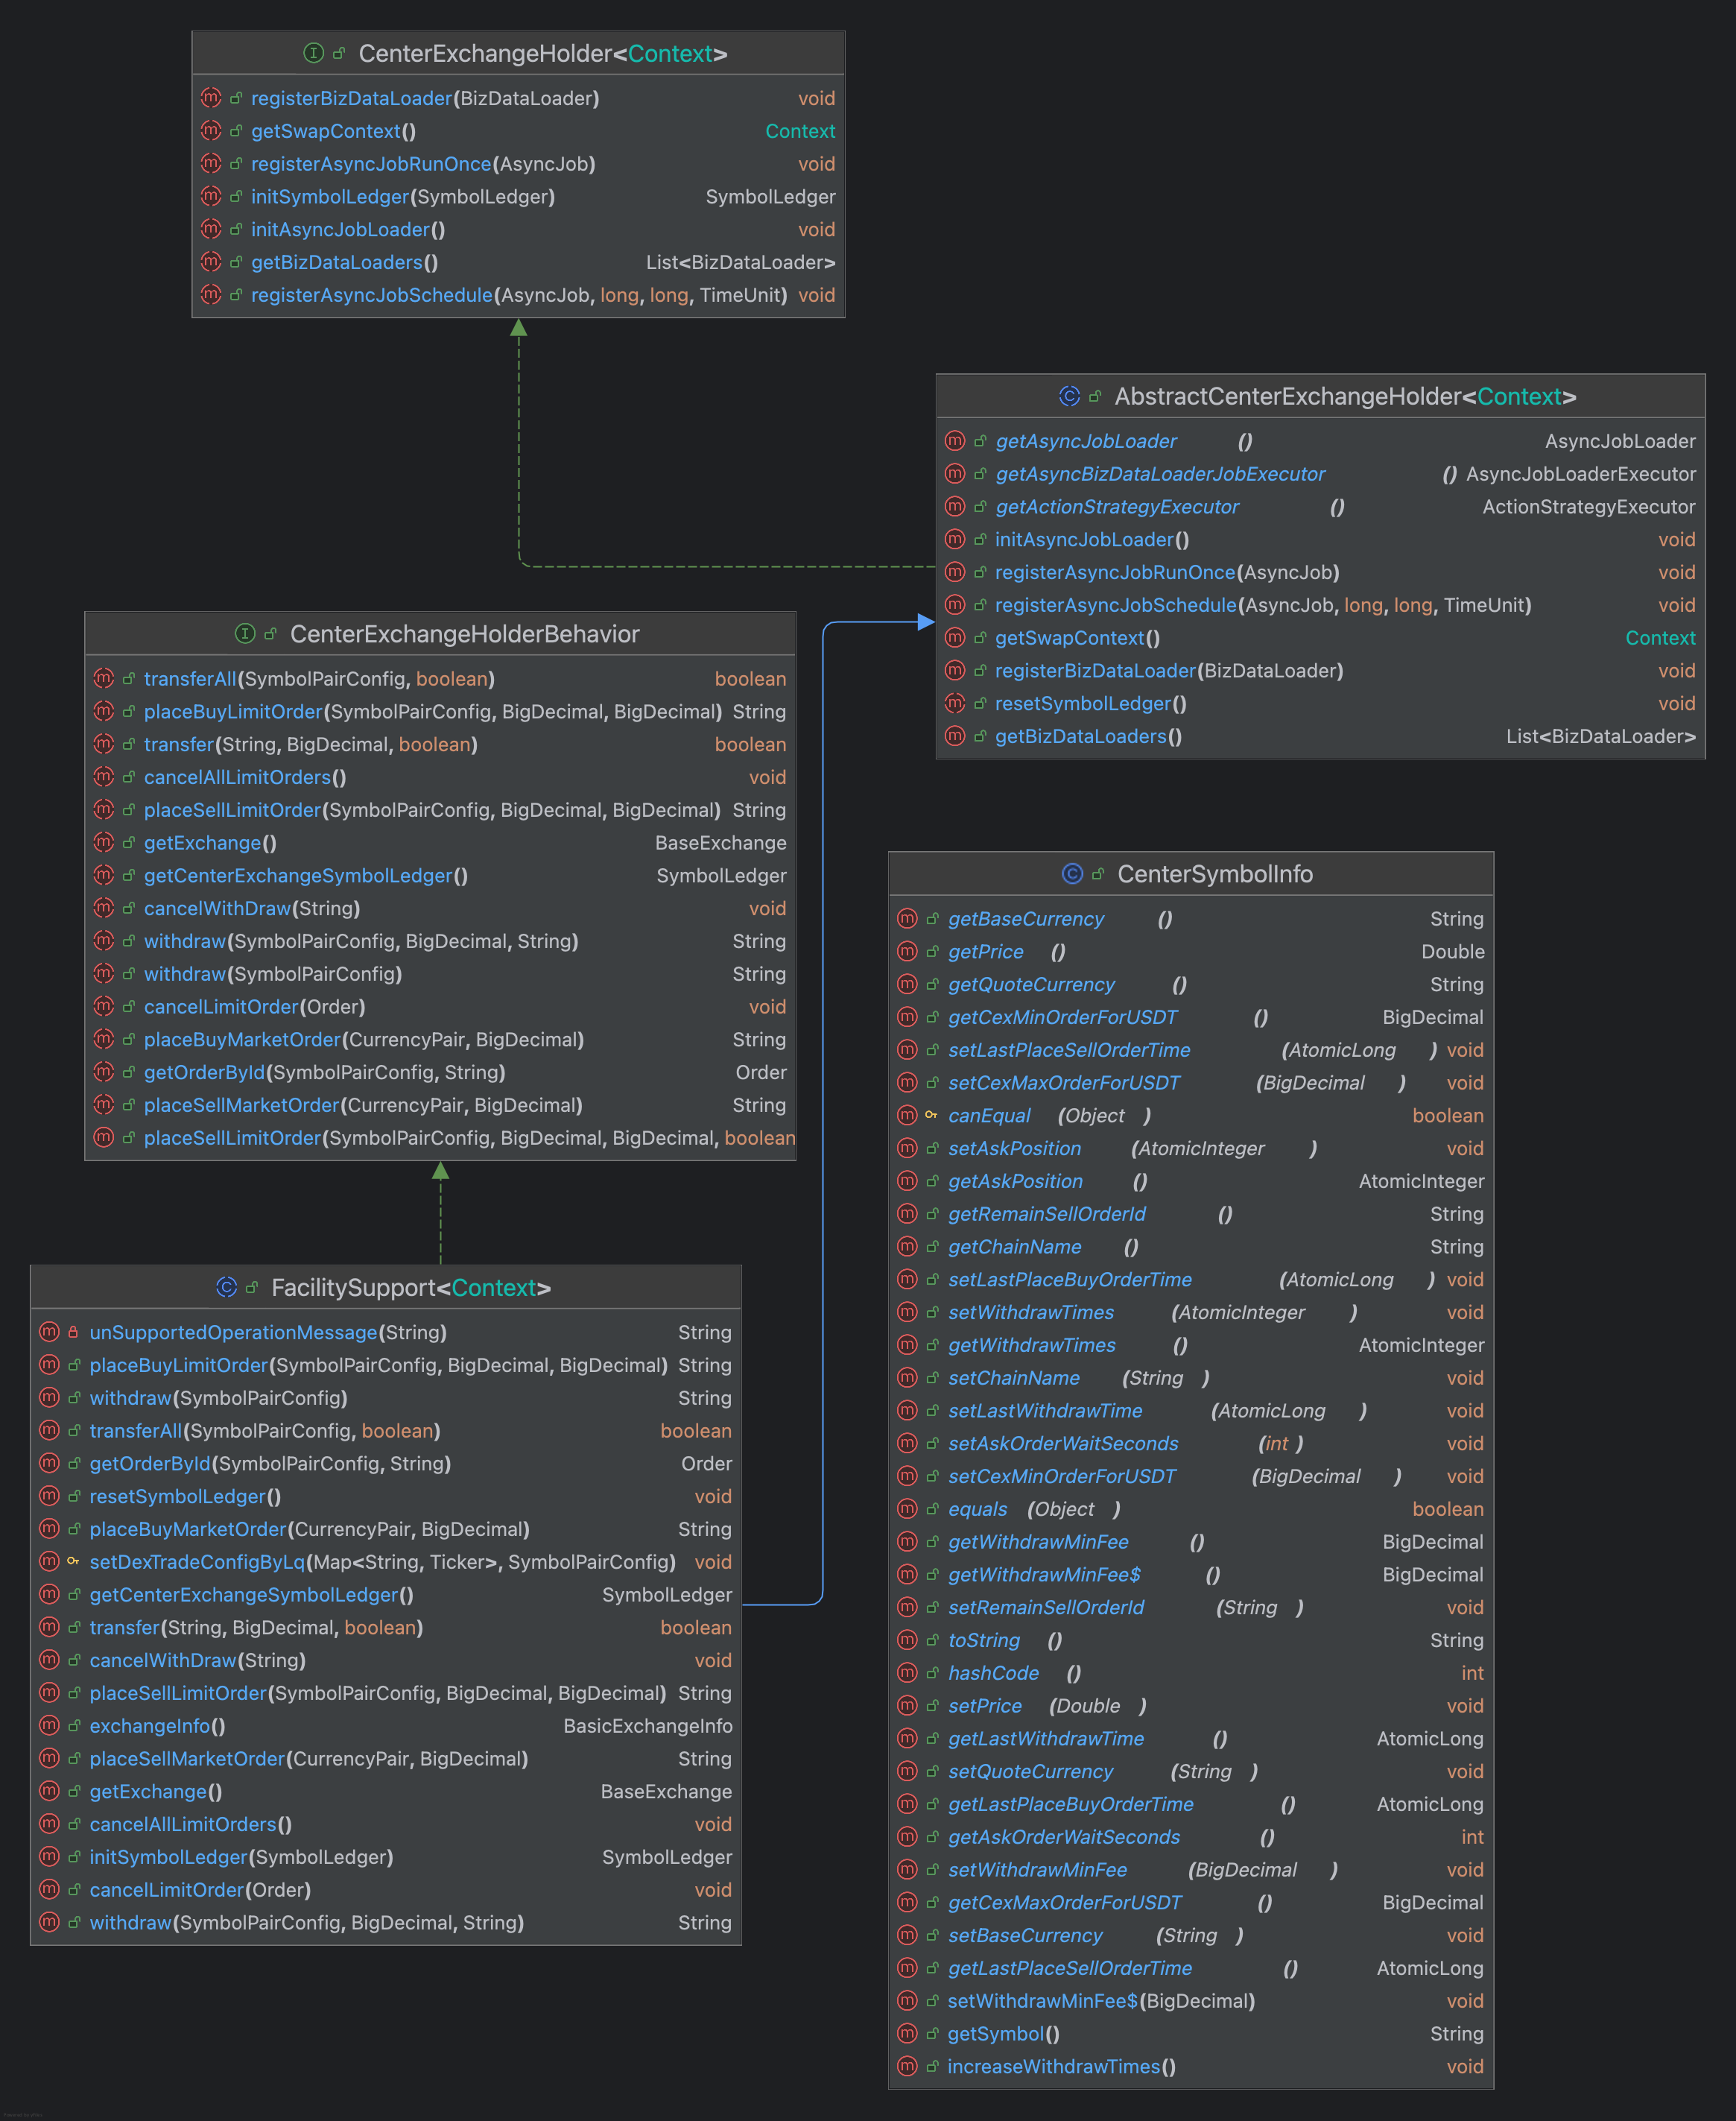 CenterExchangeHolder<Context>
registerBizDataLoader(BizDataLoader) void
getSwapContext() Context
registerAsyncJobRunOnce(AsyncJob) void
initSymbolLedger(SymbolLedger) SymbolLedger
initAsyncJobLoader() void
getBizDataLoaders() List<BizDataLoader>
registerAsyncJobSchedule(AsyncJob, long, long, TimeUnit) void
AbstractCenterExchangeHolder<Context>
getAsyncJobLoader () AsyncJobLoader
getAsyncBizDataLoaderJobExecutor () AsyncJobLoaderExecutor
getActionStrategyExecutor () ActionStrategyExecutor
initAsyncJobLoader() void
registerAsyncJobRunOnce(AsyncJob) void
registerAsyncJobSchedule(AsyncJob, long, long, TimeUnit) void
getSwapContext() Context
registerBizDataLoader(BizDataLoader) void
resetSymbolLedger() void
getBizDataLoaders() List<BizDataLoader>
CenterExchangeHolderBehavior
transferAll(SymbolPairConfig, boolean) boolean
placeBuyLimitOrder(SymbolPairConfig, BigDecimal, BigDecimal) String
transfer(String, BigDecimal, boolean) boolean
cancelAllLimitOrders() void
placeSellLimitOrder(SymbolPairConfig, BigDecimal, BigDecimal) String
getExchange() BaseExchange
getCenterExchangeSymbolLedger() SymbolLedger
cancelWithDraw(String) void
withdraw(SymbolPairConfig, BigDecimal, String) String
withdraw(SymbolPairConfig) String
cancelLimitOrder(Order) void
placeBuyMarketOrder(CurrencyPair, BigDecimal) String
getOrderById(SymbolPairConfig, String) Order
placeSellMarketOrder(CurrencyPair, BigDecimal) String
placeSellLimitOrder(SymbolPairConfig, BigDecimal, BigDecimal, boolean
CenterSymbolInfo
getBaseCurrency () String
getPrice () Double
getQuoteCurrency () String
getCexMinOrderForUSDT () BigDecimal
setLastPlaceSellOrderTime (AtomicLong ) void
setCexMaxOrderForUSDT (BigDecimal ) void
canEqual (Object ) boolean
setAskPosition (AtomicInteger ) void
getAskPosition () AtomicInteger
getRemainSellOrderId () String
getChainName () String
setLastPlaceBuyOrderTime (AtomicLong ) void
setWithdrawTimes (AtomicInteger ) void
getWithdrawTimes () AtomicInteger
setChainName (String ) void
setLastWithdrawTime (AtomicLong ) void
setAskOrderWaitSeconds (int ) void
setCexMinOrderForUSDT (BigDecimal ) void
equals (Object ) boolean
getWithdrawMinFee () BigDecimal
getWithdrawMinFee$ () BigDecimal
setRemainSellOrderId (String ) void
toString () String
hashCode () int
setPrice (Double ) void
getLastWithdrawTime () AtomicLong
setQuoteCurrency (String ) void
getLastPlaceBuyOrderTime () AtomicLong
getAskOrderWaitSeconds () int
setWithdrawMinFee (BigDecimal ) void
getCexMaxOrderForUSDT () BigDecimal
setBaseCurrency (String ) void
getLastPlaceSellOrderTime () AtomicLong
setWithdrawMinFee$(BigDecimal) void
getSymbol() String
increaseWithdrawTimes() void
FacilitySupport<Context>
unSupportedOperationMessage(String) String
placeBuyLimitOrder(SymbolPairConfig, BigDecimal, BigDecimal) String
withdraw(SymbolPairConfig) String
transferAll(SymbolPairConfig, boolean) boolean
getOrderById(SymbolPairConfig, String) Order
resetSymbolLedger() void
placeBuyMarketOrder(CurrencyPair, BigDecimal) String
setDexTradeConfigByLq(Map<String, Ticker>, SymbolPairConfig) void
getCenterExchangeSymbolLedger() SymbolLedger
transfer(String, BigDecimal, boolean) boolean
cancelWithDraw(String) void
placeSellLimitOrder(SymbolPairConfig, BigDecimal, BigDecimal) String
exchangeInfo() BasicExchangeInfo
placeSellMarketOrder(CurrencyPair, BigDecimal) String
getExchange() BaseExchange
cancelAllLimitOrders() void
initSymbolLedger(SymbolLedger) SymbolLedger
cancelLimitOrder(Order) void
withdraw(SymbolPairConfig, BigDecimal, String) String